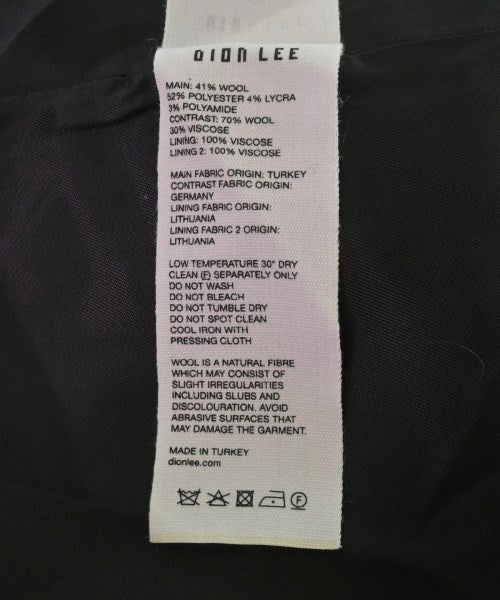 DION LEE
MAIN: 41% WOOL
52% POLYESTER 4% LYCRA
3% POLYAMIDE
CONTRAST: 70% WOOL
30% VISCOSE
LINING: 100% VISCOSE
LINING 2: 100% VISCOSE
MAIN FABRIC ORIGIN: TURKEY
CONTRAST FABRIC ORIGIN:
GERMANY
LINING FABRIC ORIGIN:
LITHUANIA
LINING FABRIC 2 ORIGIN:
LITHUANIA
LOW TEMPERATURE 30° DRY
CLEAN Ⓕ SEPARATELY ONLY
DO NOT WASH
DO NOT BLEACH
DO NOT TUMBLE DRY
DO NOT SPOT CLEAN
COOL IRON WITH
PRESSING CLOTH
WOOL IS A NATURAL FIBRE
WHICH MAY CONSIST OF
SLIGHT IRREGULARITIES
INCLUDING SLUBS AND
DISCOLOURATION. AVOID
ABRASIVE SURFACES THAT
MAY DAMAGE THE GARMENT.
MADE IN TURKEY
dionlee.com
Ⓕ